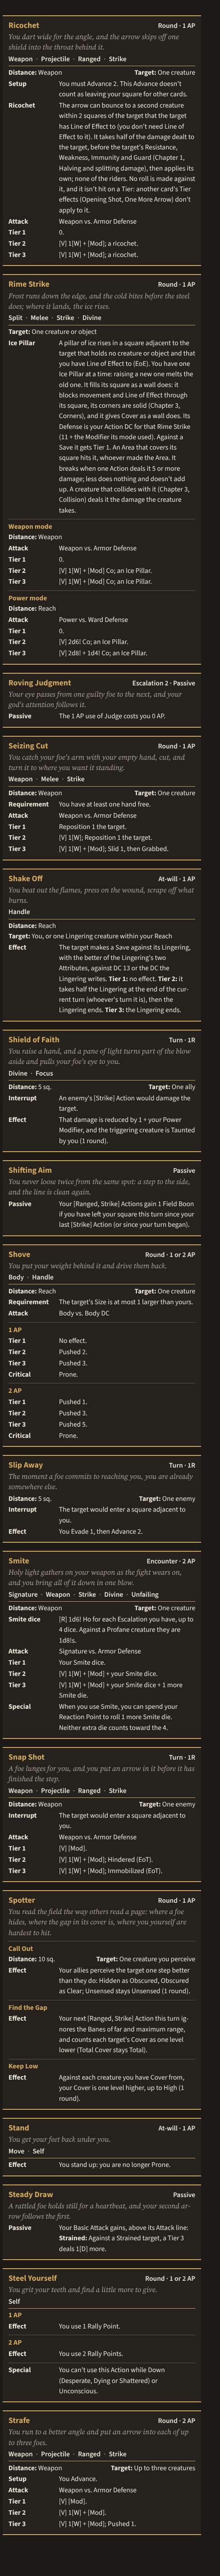 Ricochet Round · 1 AP
You dart wide for the angle, and the arrow skips off one
shield into the throat behind it.
Weapon · Projectile · Ranged · Strike
Distance: Weapon Target: One creature
Setup You must Advance 2. This Advance doesn't
count as leaving your square for other cards.
Ricochet The arrow can bounce to a second creature
within 2 squares of the target that the target
has Line of Effect to (you don't need Line of
Effect to it). It takes half of the damage dealt to
the target, before the target's Resistance,
Weakness, Immunity and Guard (Chapter 1,
Halving and splitting damage), then applies its
own; none of the riders. No roll is made against
it, and it isn't hit on a Tier: another card's Tier
effects (Opening Shot, One More Arrow) don't
apply to it.
Attack Weapon vs. Armor Defense
Tier 1 0.
Tier 2 [V] 1[W] + [Mod]; a ricochet.
Tier 3 [V] 1[W] + [Mod]; a ricochet.
Rime Strike Round · 1 AP
Frost runs down the edge, and the cold bites before the steel
does; where it lands, the ice rises.
Split · Melee · Strike · Divine
Target: One creature or object
Ice Pillar A pillar of ice rises in a square adjacent to the
target that holds no creature or object and that
you have Line of Effect to (EoE). You have one
Ice Pillar at a time: raising a new one melts the
old one. It fills its square as a wall does: it
blocks movement and Line of Effect through
its square, its corners are solid (Chapter 3,
Corners), and it gives Cover as a wall does. Its
Defense is your Action DC for that Rime Strike
(11 + the Modifier its mode used). Against a
Save it gets Tier 1. An Area that covers its
square hits it, whoever made the Area. It
breaks when one Action deals it 5 or more
damage; less does nothing and doesn't add
up. A creature that collides with it (Chapter 3,
Collision) deals it the damage the creature
takes.
Weapon mode
Distance: Weapon
Attack Weapon vs. Armor Defense
Tier 1 0.
Tier 2 [V] 1[W] + [Mod] Co; an Ice Pillar.
Tier 3 [V] 1[W] + [Mod] Co; an Ice Pillar.
Power mode
Distance: Reach
Attack Power vs. Ward Defense
Tier 1 0.
Tier 2 [V] 2d6! Co; an Ice Pillar.
Tier 3 [V] 2d8! + 1d4! Co; an Ice Pillar.
Roving Judgment Escalation 2 · Passive
Your eye passes from one guilty foe to the next, and your
god's attention follows it.
Passive The 1 AP use of Judge costs you 0 AP.
Seizing Cut Round · 1 AP
You catch your foe's arm with your empty hand, cut, and
turn it to where you want it standing.
Weapon · Melee · Strike
Distance: Weapon Target: One creature
Requirement You have at least one hand free.
Attack Weapon vs. Armor Defense
Tier 1 Reposition 1 the target.
Tier 2 [V] 1[W]; Reposition 1 the target.
Tier 3 [V] 1[W] + [Mod]; Slid 1, then Grabbed.
Shake Off At-will · 1 AP
You beat out the flames, press on the wound, scrape off what
burns.
Handle
Distance: Reach
Target: You, or one Lingering creature within your Reach
Effect The target makes a Save against its Lingering,
with the better of the Lingering's two
Attributes, against DC 13 or the DC the
Lingering writes. Tier 1: no effect. Tier 2: it
takes half the Lingering at the end of the cur-
rent turn (whoever's turn it is), then the
Lingering ends. Tier 3: the Lingering ends.
Shield of Faith Turn · 1R
You raise a hand, and a pane of light turns part of the blow
aside and pulls your foe's eye to you.
Divine · Focus
Distance: 5 sq. Target: One ally
Interrupt An enemy's [Strike] Action would damage the
target.
Effect That damage is reduced by 1 + your Power
Modifier, and the triggering creature is Taunted
by you (1 round).
Shifting Aim Passive
You never loose twice from the same spot: a step to the side,
and the line is clean again.
Passive Your [Ranged, Strike] Actions gain 1 Field Boon
if you have left your square this turn since your
last [Strike] Action (or since your turn began).
Shove Round · 1 or 2 AP
You put your weight behind it and drive them back.
Body · Handle
Distance: Reach Target: One creature
Requirement The target's Size is at most 1 larger than yours.
Attack Body vs. Body DC
1 AP
Tier 1 No effect.
Tier 2 Pushed 2.
Tier 3 Pushed 3.
Critical Prone.
2 AP
Tier 1 Pushed 1.
Tier 2 Pushed 3.
Tier 3 Pushed 5.
Critical Prone.
Slip Away Turn · 1R
The moment a foe commits to reaching you, you are already
somewhere else.
Distance: 5 sq. Target: One enemy
Interrupt The target would enter a square adjacent to
you.
Effect You Evade 1, then Advance 2.
Smite Encounter · 2 AP
Holy light gathers on your weapon as the fight wears on,
and you bring all of it down in one blow.
Signature · Weapon · Strike · Divine · Unfailing
Distance: Weapon Target: One creature
Smite dice [R] 1d6! Ho for each Escalation you have, up to
4 dice. Against a Profane creature they are
1d8!s.
Attack Signature vs. Armor Defense
Tier 1 Your Smite dice.
Tier 2 [V] 1[W] + [Mod] + your Smite dice.
Tier 3 [V] 1[W] + [Mod] + your Smite dice + 1 more
Smite die.
Special When you use Smite, you can spend your
Reaction Point to roll 1 more Smite die.
Neither extra die counts toward the 4.
Snap Shot Turn · 1R
A foe lunges for you, and you put an arrow in it before it has
finished the step.
Weapon · Projectile · Ranged · Strike
Distance: Weapon Target: One enemy
Interrupt The target would enter a square adjacent to
you.
Attack Weapon vs. Armor Defense
Tier 1 [V] [Mod].
Tier 2 [V] 1[W] + [Mod]; Hindered (EoT).
Tier 3 [V] 1[W] + [Mod]; Immobilized (EoT).
Spotter Round · 1 AP
You read the field the way others read a page: where a foe
hides, where the gap in its cover is, where you yourself are
hardest to hit.
Call Out
Distance: 10 sq. Target: One creature you perceive
Effect Your allies perceive the target one step better
than they do: Hidden as Obscured, Obscured
as Clear; Unsensed stays Unsensed (1 round).
Find the Gap
Effect Your next [Ranged, Strike] Action this turn ig-
nores the Banes of far and maximum range,
and counts each target's Cover as one level
lower (Total Cover stays Total).
Keep Low
Effect Against each creature you have Cover from,
your Cover is one level higher, up to High (1
round).
Stand At-will · 1 AP
You get your feet back under you.
Move · Self
Effect You stand up: you are no longer Prone.
Steady Draw Passive
A rattled foe holds still for a heartbeat, and your second ar-
row follows the first.
Passive Your Basic Attack gains, above its Attack line:
Strained: Against a Strained target, a Tier 3
deals 1[D] more.
Steel Yourself Round · 1 or 2 AP
You grit your teeth and find a little more to give.
Self
1 AP
Effect You use 1 Rally Point.
2 AP
Effect You use 2 Rally Points.
Special You can't use this Action while Down
(Desperate, Dying or Shattered) or
Unconscious.
Strafe Round · 2 AP
You run to a better angle and put an arrow into each of up
to three foes.
Weapon · Projectile · Ranged · Strike
Distance: Weapon Target: Up to three creatures
Setup You Advance.
Attack Weapon vs. Armor Defense
Tier 1 [V] [Mod].
Tier 2 [V] 1[W] + [Mod].
Tier 3 [V] 1[W] + [Mod]; Pushed 1.